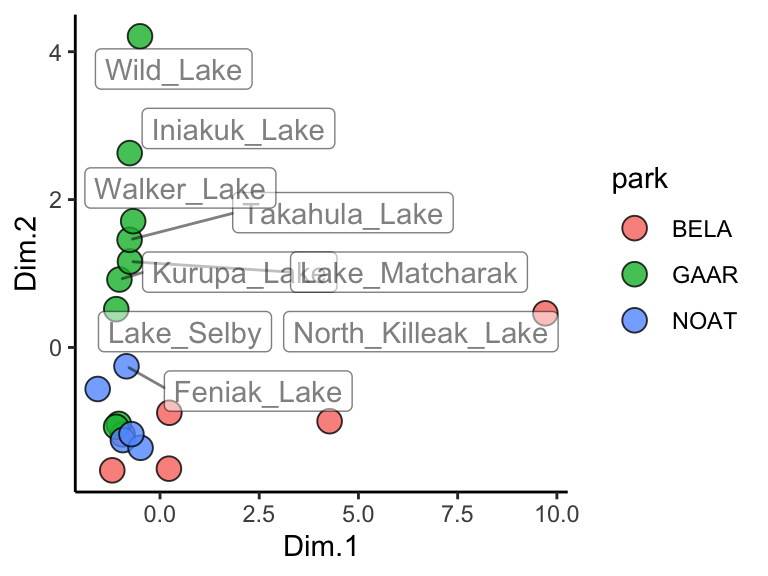 4
Wild_Lake
Iniakuk_Lake
park
Walker_Lake
2
Takahula_Lake
BELA
Dim.2
Kurupa_Lake
Lake_Matcharak
GAAR
Lake_Selby
North_Killeak_Lake
NOAT
0
Feniak_Lake
0.0 2.5 5.0 7.5 10.0
Dim.1